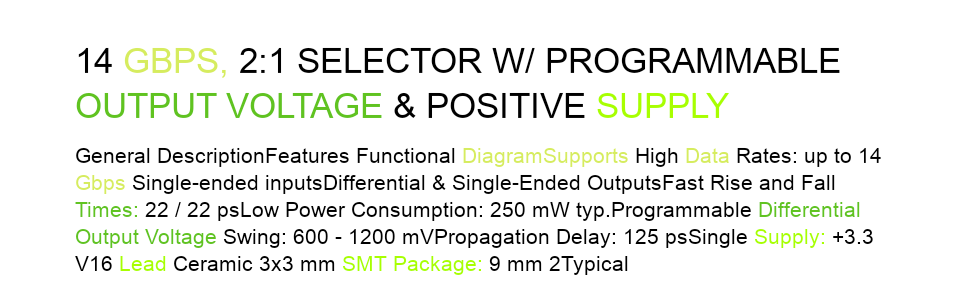 14 GBPS, 2:1 SELECTOR W/ PROGRAMMABLE
OUTPUT VOLTAGE & POSITIVE SUPPLY
General DescriptionFeatures Functional DiagramSupports High Data Rates: up to 14
Gbps Single-ended inputsDifferential & Single-Ended OutputsFast Rise and Fall
Times: 22 / 22 psLow Power Consumption: 250 mW typ.Programmable Differential
Output Voltage Swing: 600 - 1200 mVPropagation Delay: 125 psSingle Supply: +3.3
V16 Lead Ceramic 3x3 mm SMT Package: 9 mm 2Typical